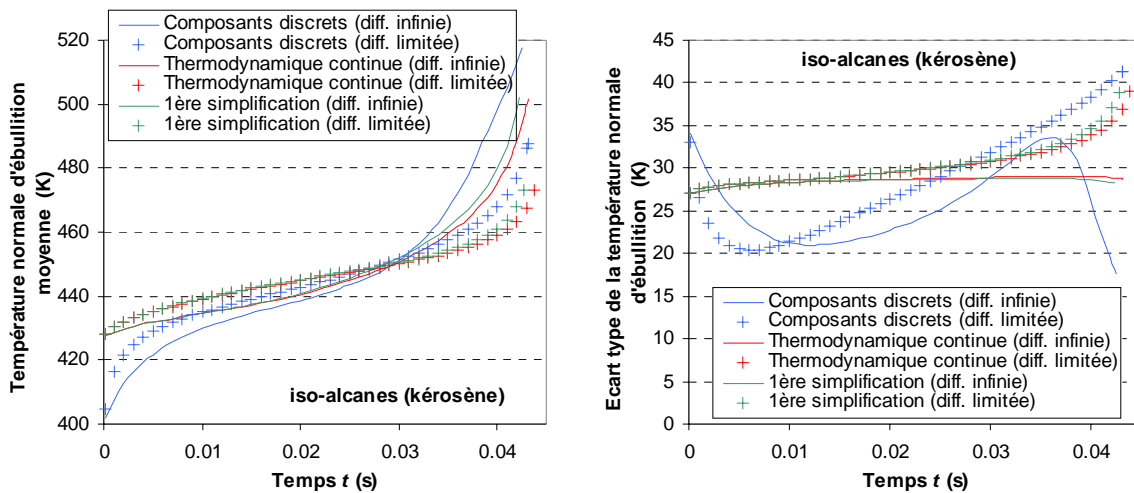 Composants discrets (diff. infinie)
Composants discrets (diff. limitée)
Thermodynamique continue (diff. infinie)
Thermodynamique continue (diff. limitée)
1ère simplification (diff. infinie)
1ère simplification (diff. limitée)
Température normale d'ébullition
moyenne (K)
520
500
480
460
440
420
400
iso-alcanes (kérosène)
0
0.01
0.02
0.03
0.04
Temps t (s)
Ecart type de la température normale
d'ébullition (K)
45
40
35
30
25
20
15
10
5
0
iso-alcanes (kérosène)
Composants discrets (diff. infinie)
Composants discrets (diff. limitée)
Thermodynamique continue (diff. infinie)
Thermodynamique continue (diff. limitée)
1ère simplification (diff. infinie)
1ère simplification (diff. limitée)
0
0.01
0.02
0.03
0.04
Temps t (s)